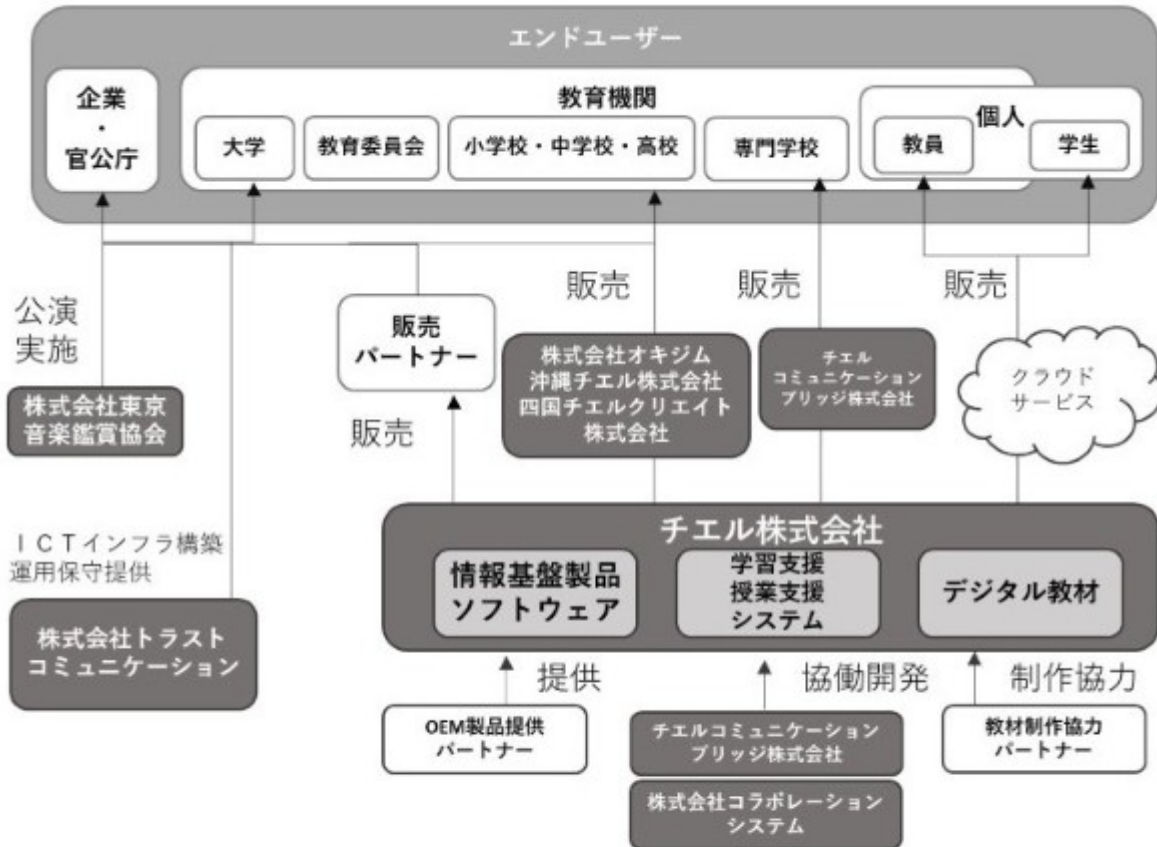 エンドユーザー
企業
・
官公庁
教育機関
大学
教育委員会
小学校・中学校・高校
専門学校
個人
教員
学生
公演
実施
株式会社東京
音楽鑑賞協会
販売
パートナー
販売
販売
株式会社オキジム
沖縄チエル株式会社
四国チエルクリエイト
株式会社
販売
チエル
コミュニケーション
ブリッジ株式会社
販売
クラウド
サービス
ICTインフラ構築
運用保守提供
株式会社トラスト
コミュニケーション
チエル株式会社
情報基盤製品
ソフトウェア
学習支援
授業支援
システム
デジタル教材
提供
OEM製品提供
パートナー
協働開発
チエルコミュニケーション
ブリッジ株式会社
株式会社コラボレーション
システム
制作協力
教材制作協力
パートナー